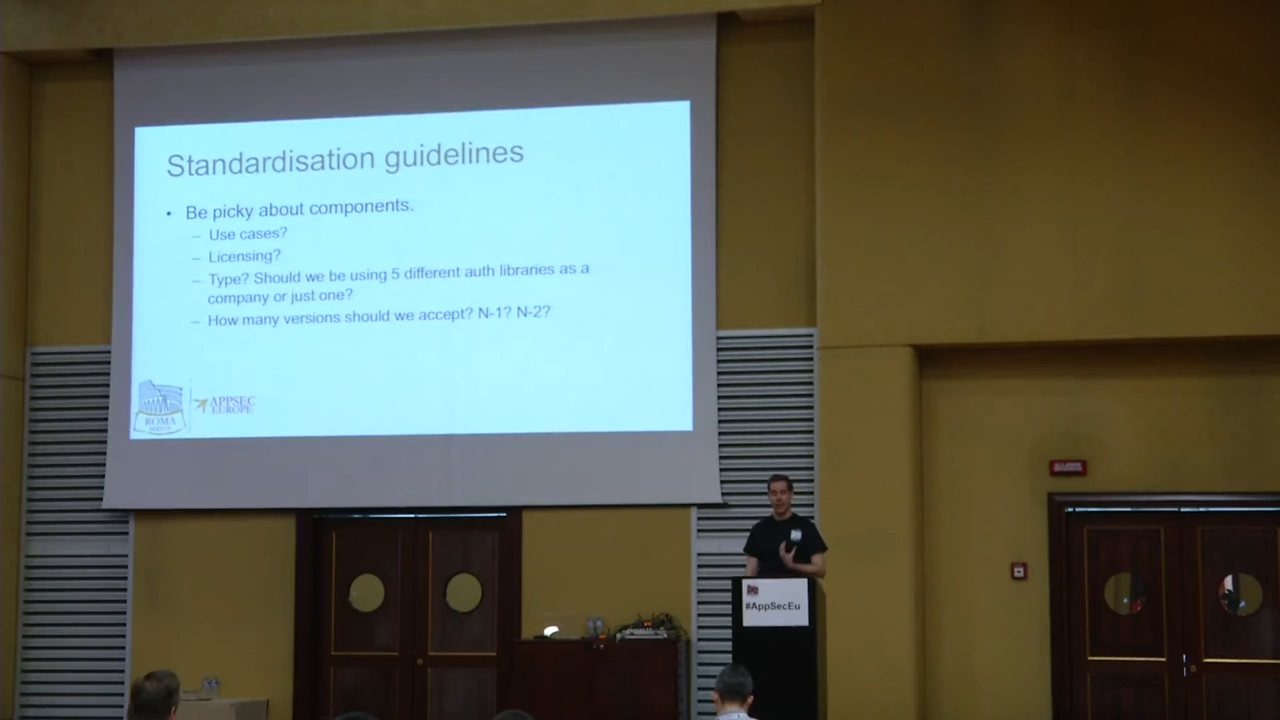 Standardisation guidelines
• Be picky about components.
– Use cases?
– Licensing?
– Type? Should we be using 5 different auth libraries as a
company or just one?
– How many versions should we accept? N-1? N-2?
ROMA
APPSEC
EUROPE
#AppSecEu